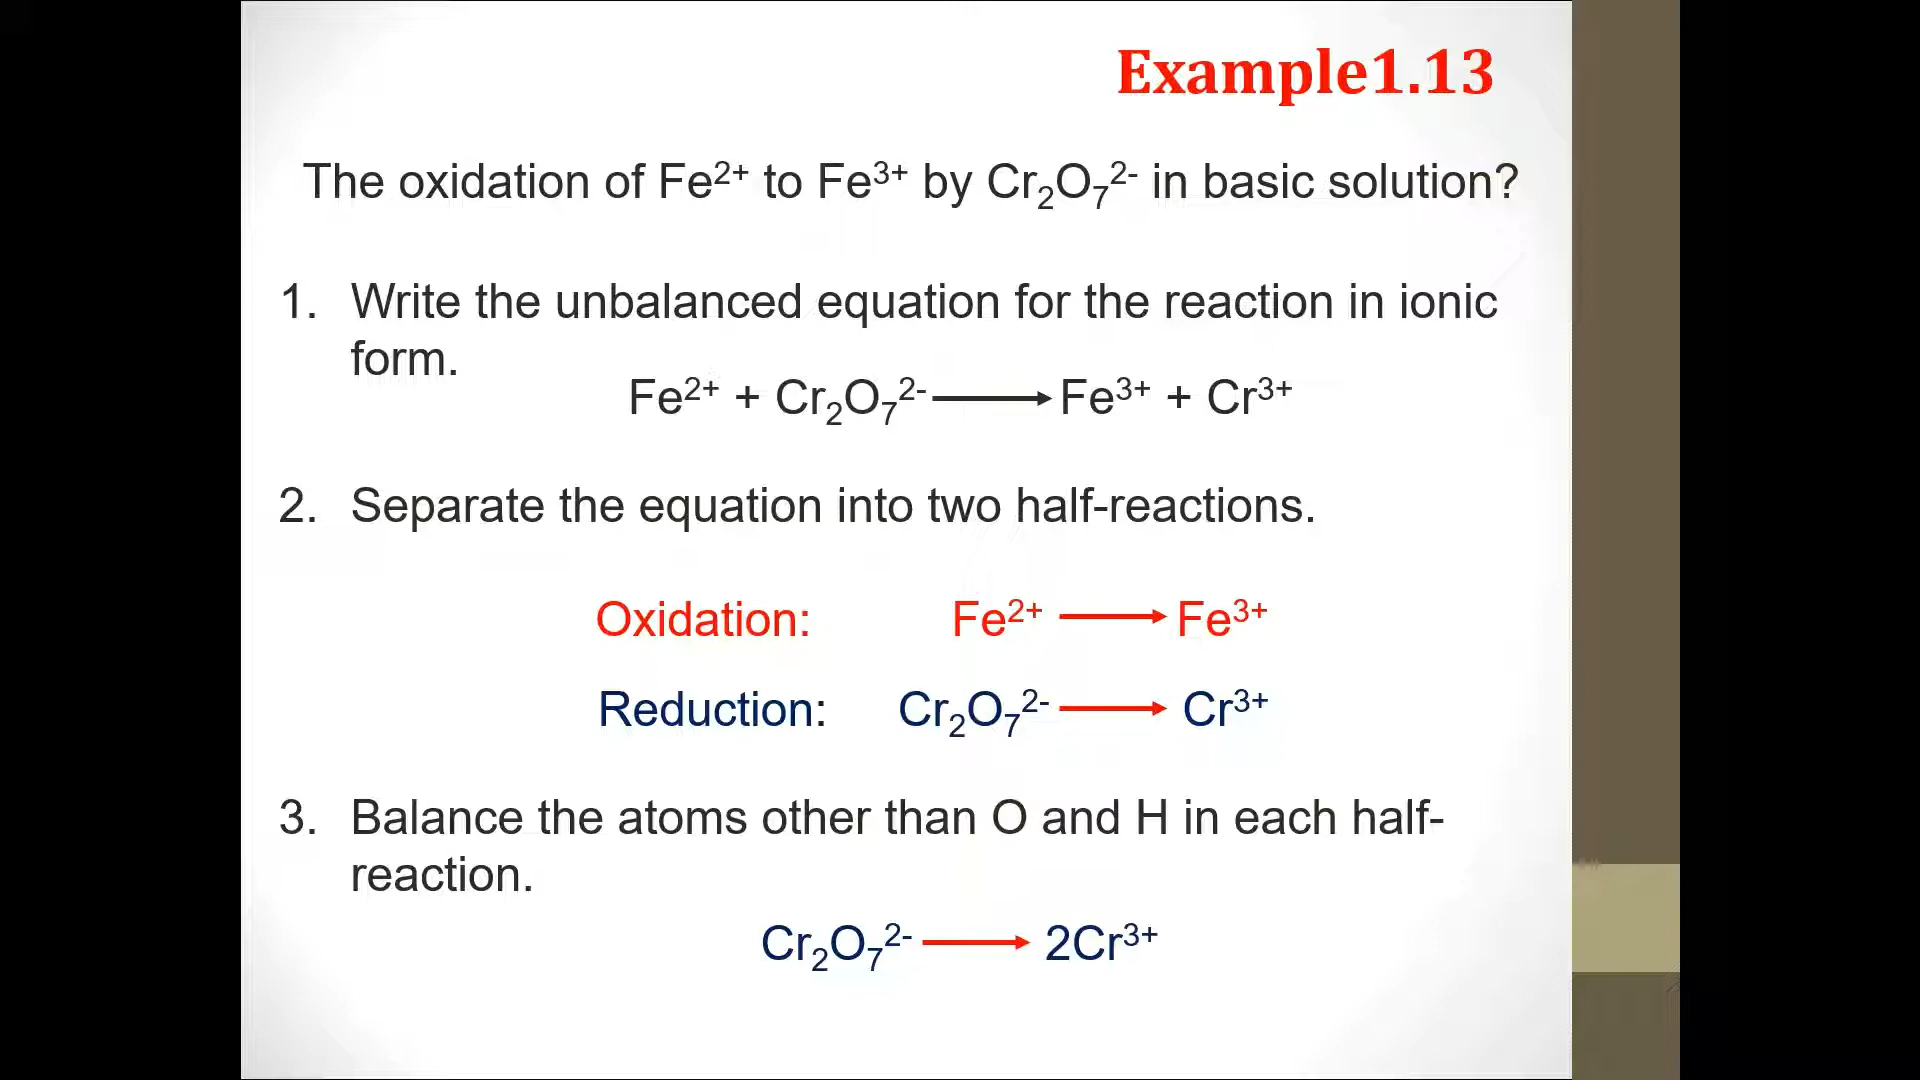 Example1.13
The oxidation of Fe²⁺ to Fe³⁺ by Cr₂O₇²⁻ in basic solution?
1. Write the unbalanced equation for the reaction in ionic
form.
Fe²⁺ + Cr₂O₇²⁻ ⟶ Fe³⁺ + Cr³⁺
2. Separate the equation into two half-reactions.
Oxidation: Fe²⁺ ⟶ Fe³⁺
Reduction: Cr₂O₇²⁻ ⟶ Cr³⁺
3. Balance the atoms other than O and H in each half-
reaction.
Cr₂O₇²⁻ ⟶ 2Cr³⁺